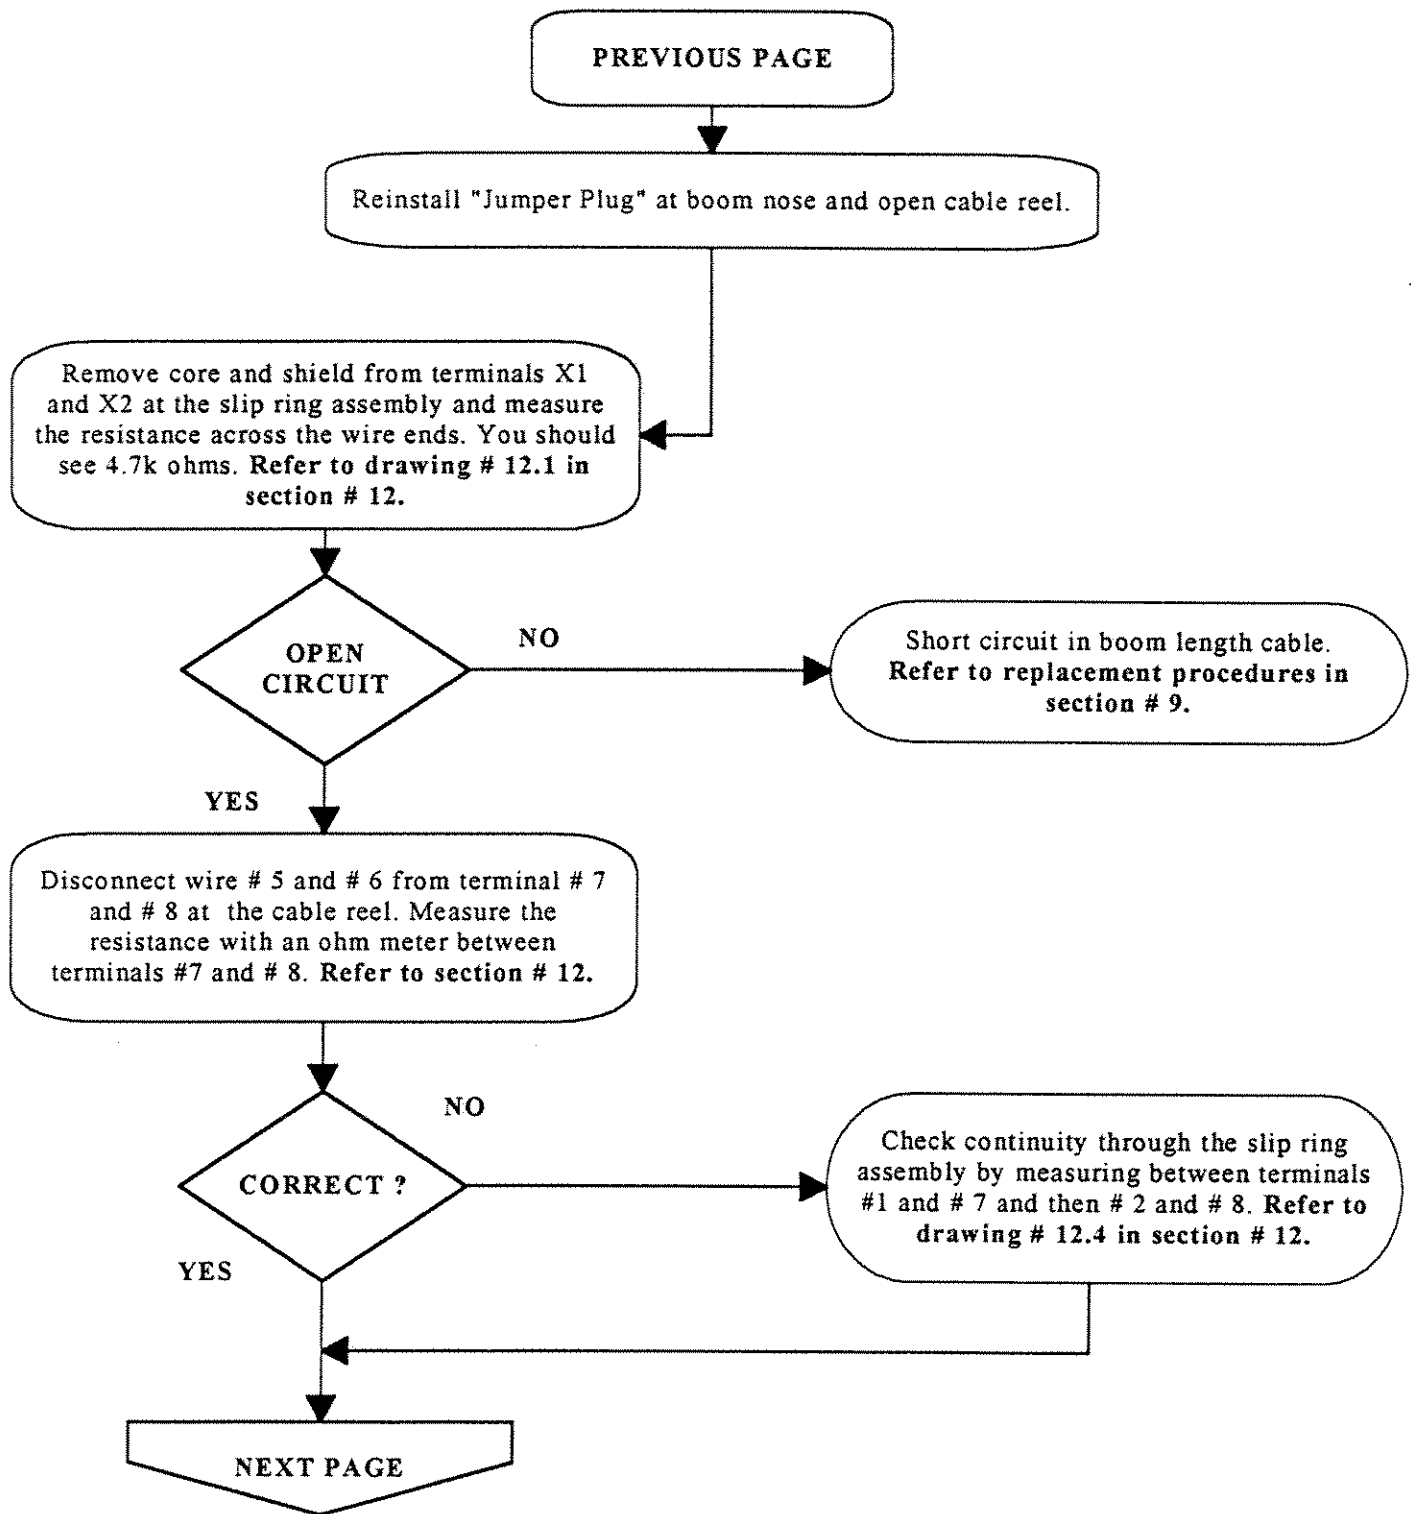 PREVIOUS PAGE
Reinstall "Jumper Plug" at boom nose and open cable reel.
Remove core and shield from terminals X1
and X2 at the slip ring assembly and measure
the resistance across the wire ends. You should
see 4.7k ohms. Refer to drawing # 12.1 in
section # 12.
OPEN
CIRCUIT
NO
Short circuit in boom length cable.
Refer to replacement procedures in
section # 9.
YES
Disconnect wire # 5 and # 6 from terminal # 7
and # 8 at the cable reel. Measure the
resistance with an ohm meter between
terminals #7 and # 8. Refer to section # 12.
CORRECT ?
NO
Check continuity through the slip ring
assembly by measuring between terminals
#1 and # 7 and then # 2 and # 8. Refer to
drawing # 12.4 in section # 12.
YES
NEXT PAGE